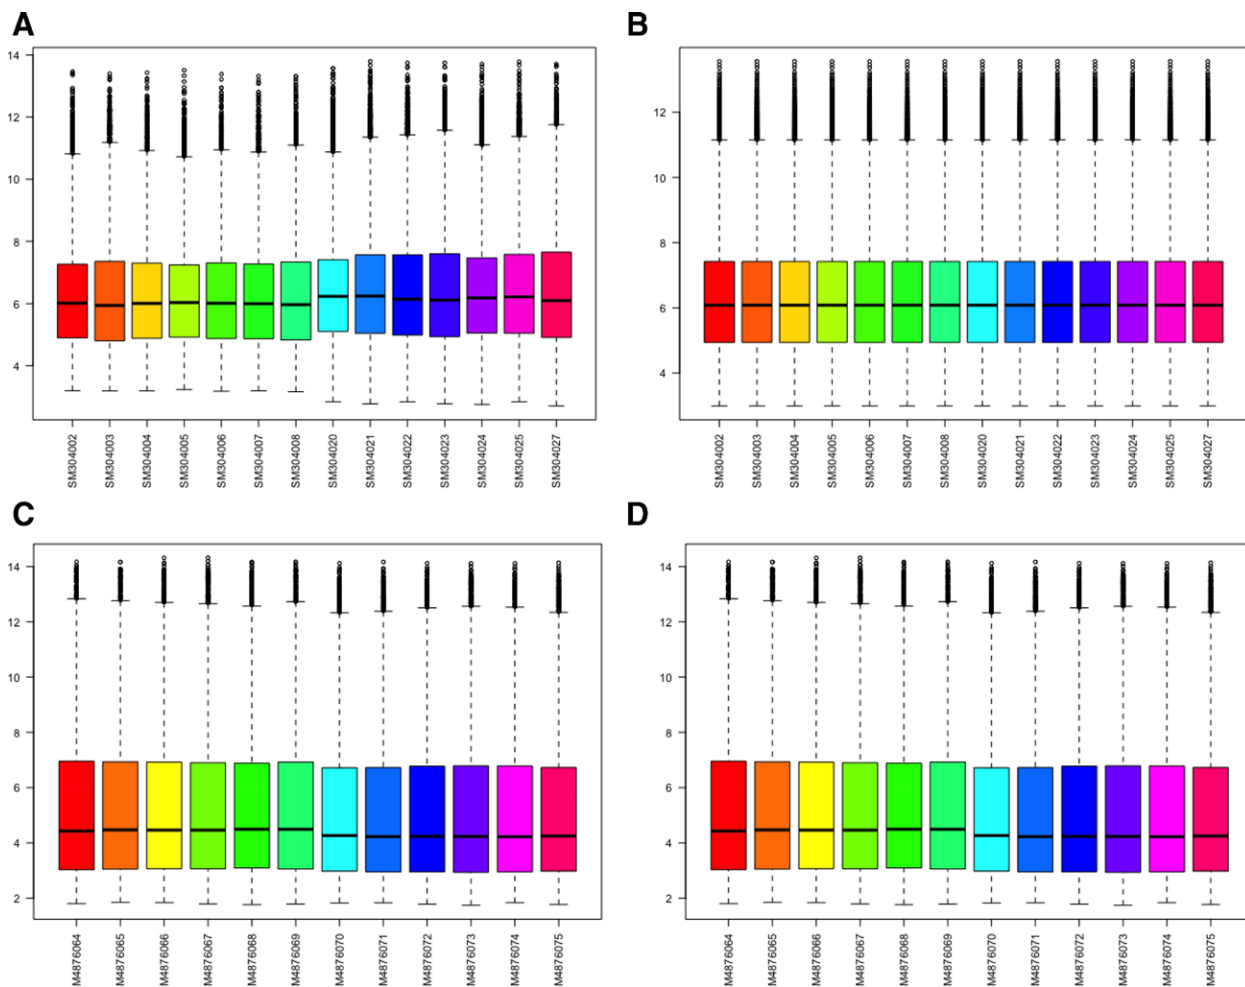 A
14
12
10
8
6
4
SM304002
SM304003
SM304004
SM304005
SM304006
SM304007
SM304008
SM304020
SM304021
SM304022
SM304023
SM304024
SM304025
SM304027
B
12
10
8
6
4
SM304002
SM304003
SM304004
SM304005
SM304006
SM304007
SM304008
SM304020
SM304021
SM304022
SM304023
SM304024
SM304025
SM304027
C
14
12
10
8
6
4
2
M4876064
M4876065
M4876066
M4876067
M4876068
M4876069
M4876070
M4876071
M4876072
M4876073
M4876074
M4876075
D
14
12
10
8
6
4
2
M4876064
M4876065
M4876066
M4876067
M4876068
M4876069
M4876070
M4876071
M4876072
M4876073
M4876074
M4876075